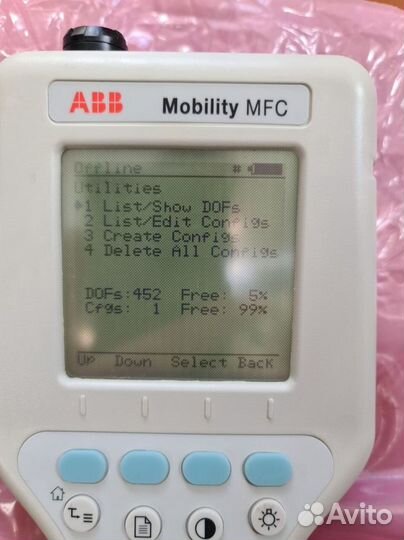 ABB Mobility MFC
Offline #
Utilities
1 List/Show DOFs
2 List/Edit Configs
3 Create Configs
4 Delete All Configs
DOFs:452 Free: 5%
Cfgs: 1 Free: 99%
Up Down Select Back
Avito